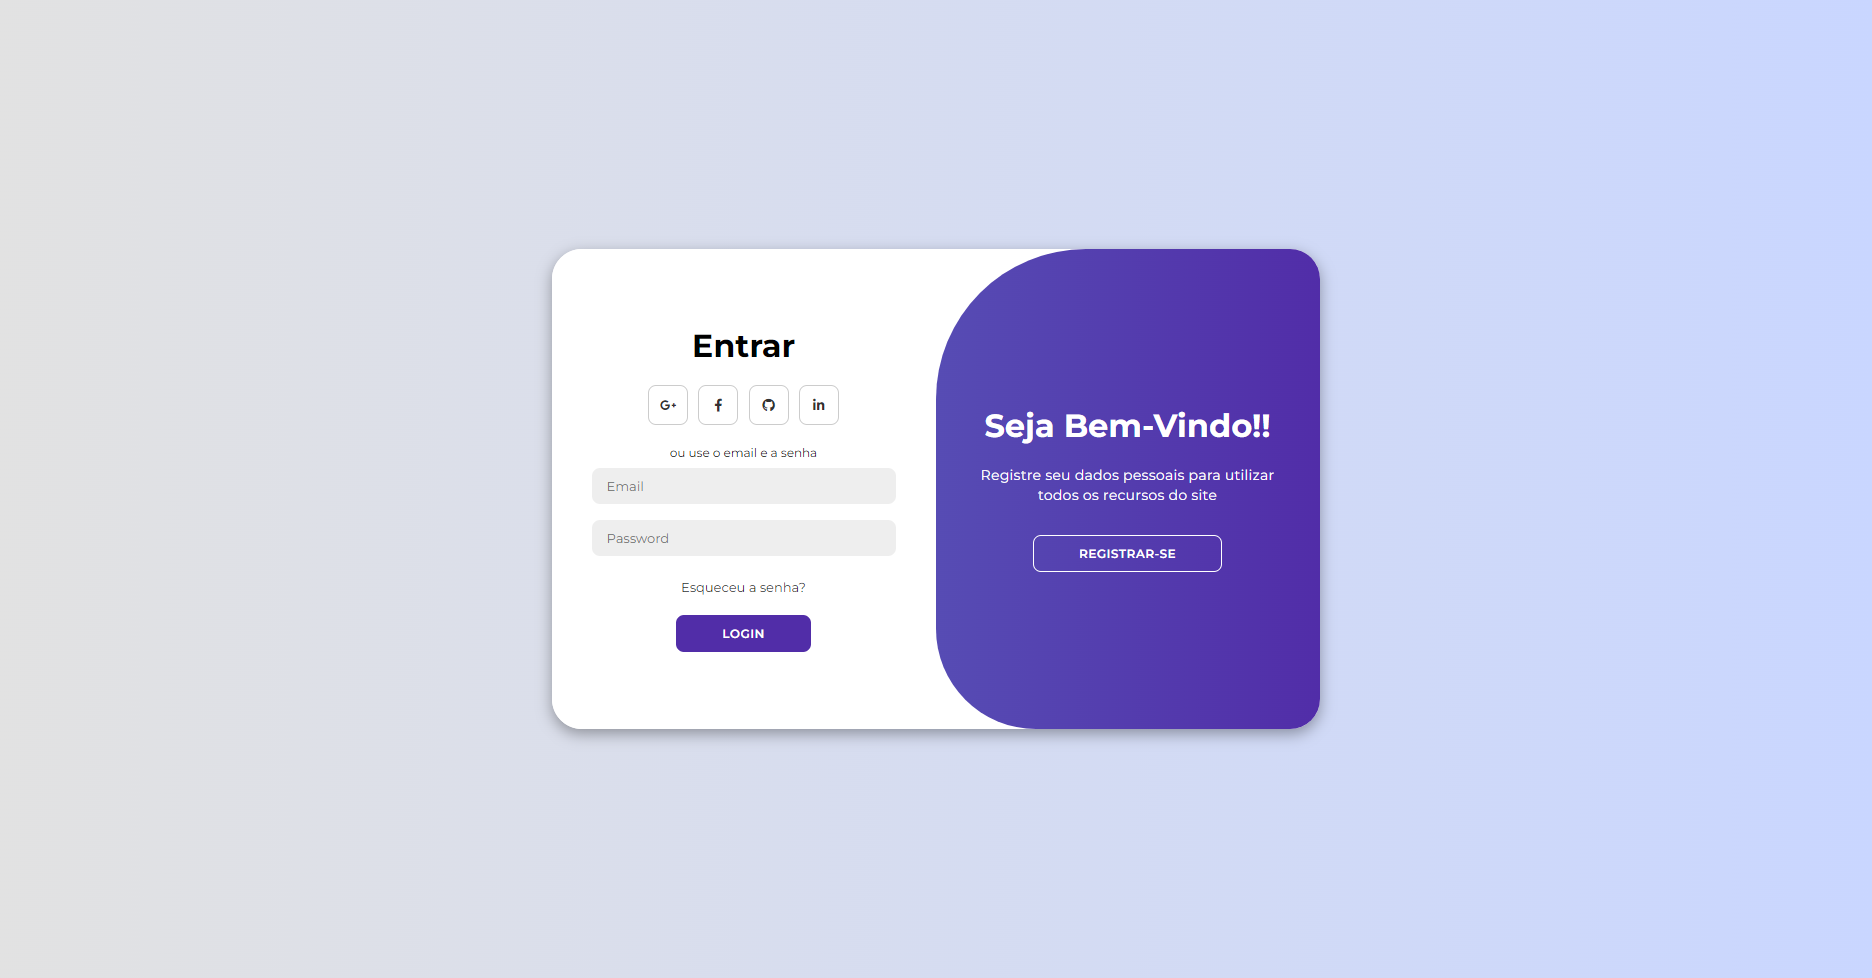 Entrar
G+
f
in
ou use o email e a senha
Email
Password
Esqueceu a senha?
LOGIN
Seja Bem-Vindo!!
Registre seu dados pessoais para utilizar
todos os recursos do site
REGISTRAR-SE